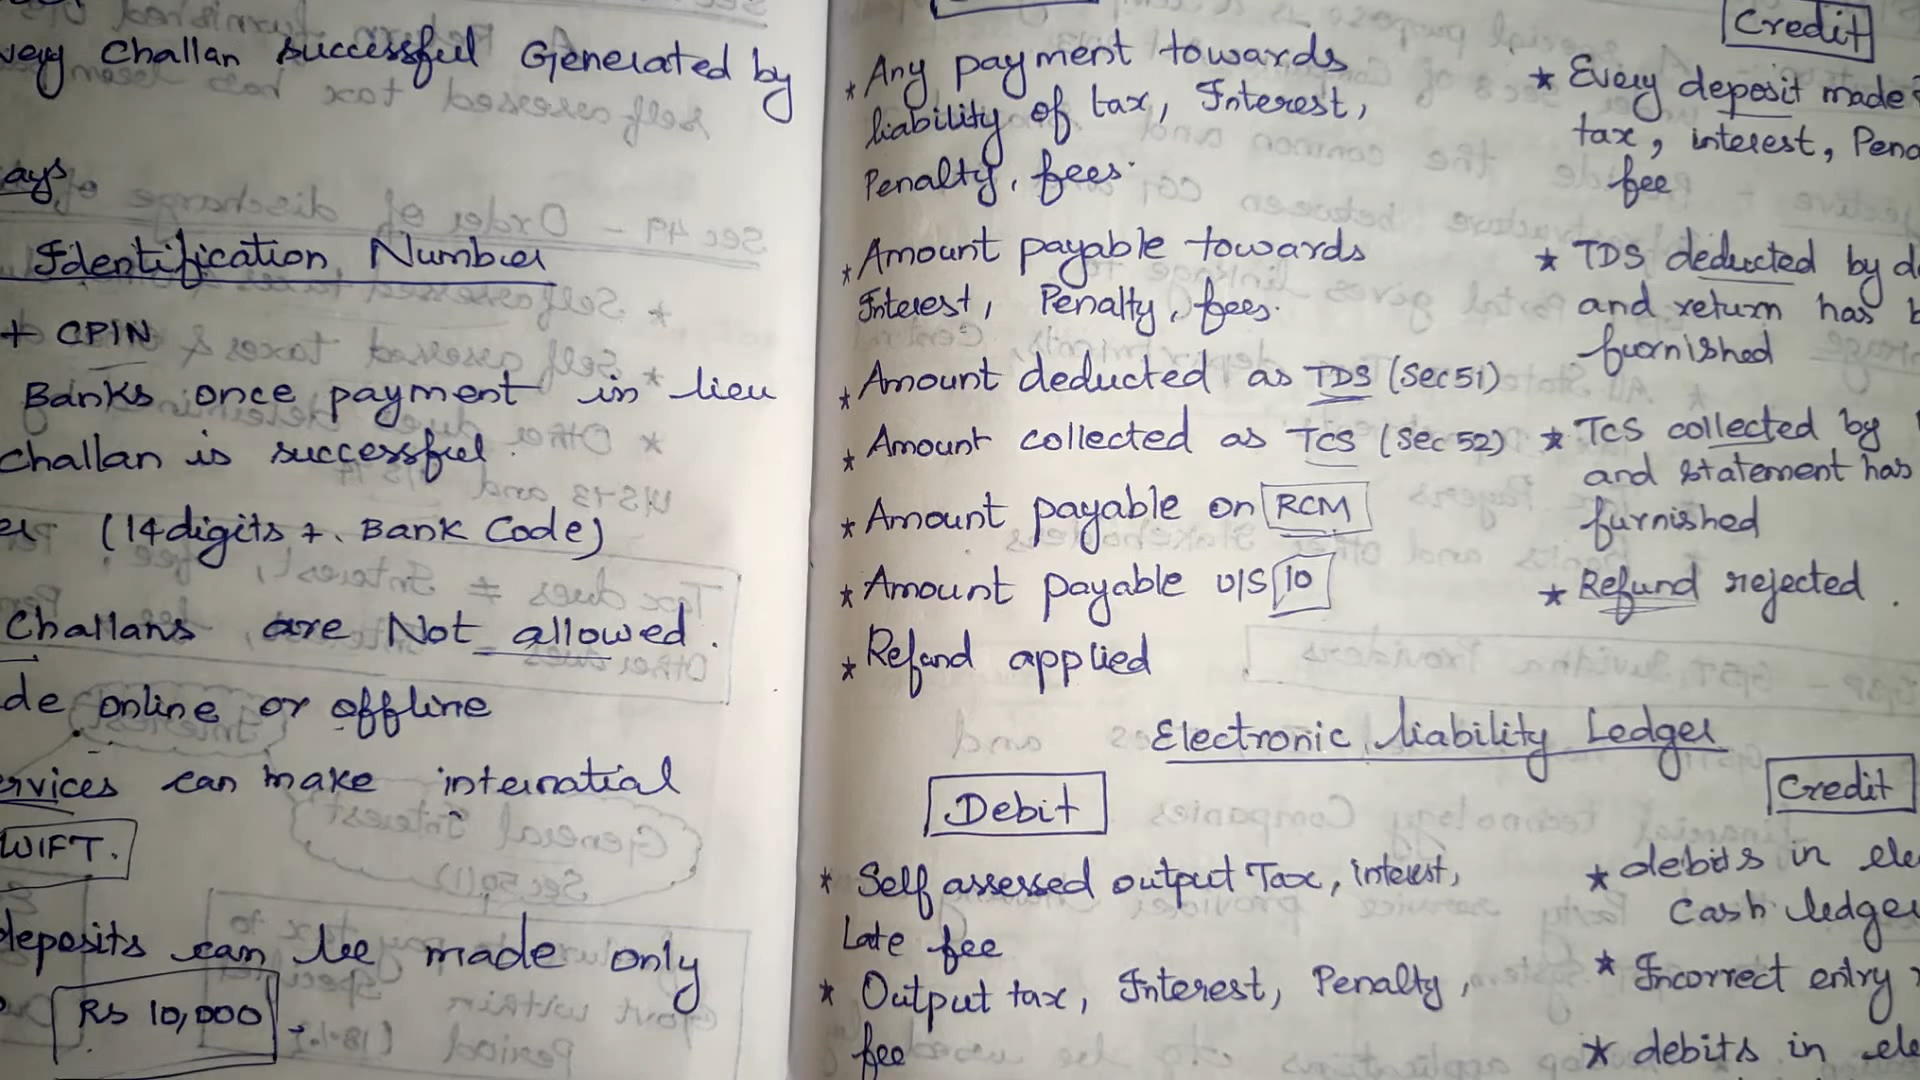 Challan successful Generated by
Identification Number
+ CPIN
Banks once payment in lieu
challan is successful.
(14 digits + Bank Code)
Challans are Not allowed.
online or offline
can make internatial
WIFT.
deposits can be made only
Rs 10,000.
Credit
* Any payment towards
liability of tax, Interest,
Penalty, fees.
* Amount payable towards
Interest, Penalty, fees.
* Amount deducted as TDS (Sec 51)
* Amount collected as TCS (Sec 52)
* Amount payable on RCM
* Amount payable U/S 10
* Refund applied
* Every deposit made
tax, interest,
fee
* TDS deducted by
and return has
furnished
* TCS collected by
and statement has
furnished
* Refund rejected.
Electronic liability Ledger
Debit
Credit
* Self assessed output Tax, interest,
Late fee
* Output tax, Interest, Penalty,
fee
* debits in
Cash ledger
* Incorrect entry
* debits in